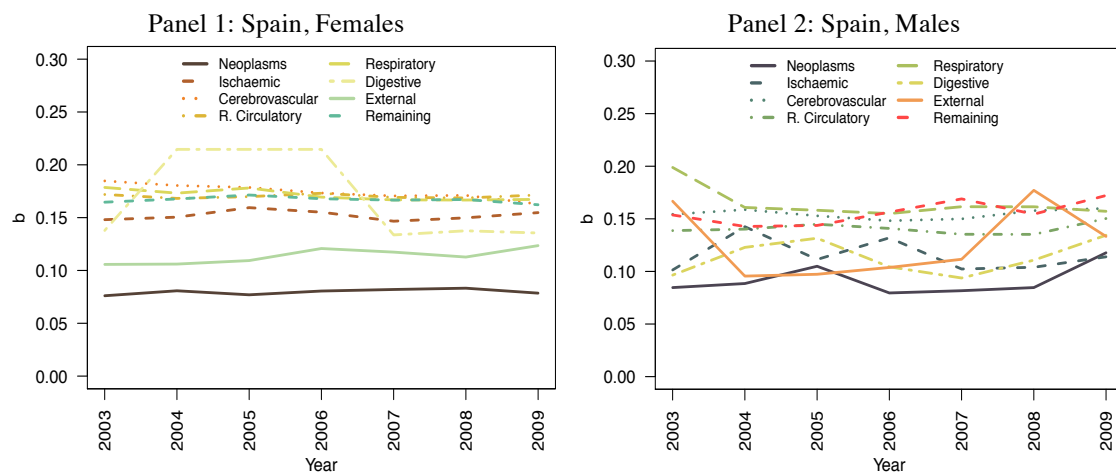 Panel 1: Spain, Females
0.30
0.25
0.20
0.15
0.10
0.05
0.00
b
Neoplasms
Ischaemic
Cerebrovascular
R. Circulatory
Respiratory
Digestive
External
Remaining
2003
2004
2005
2006
2007
2008
2009
Year
Panel 2: Spain, Males
0.30
0.25
0.20
0.15
0.10
0.05
0.00
b
Neoplasms
Ischaemic
Cerebrovascular
R. Circulatory
Respiratory
Digestive
External
Remaining
2003
2004
2005
2006
2007
2008
2009
Year